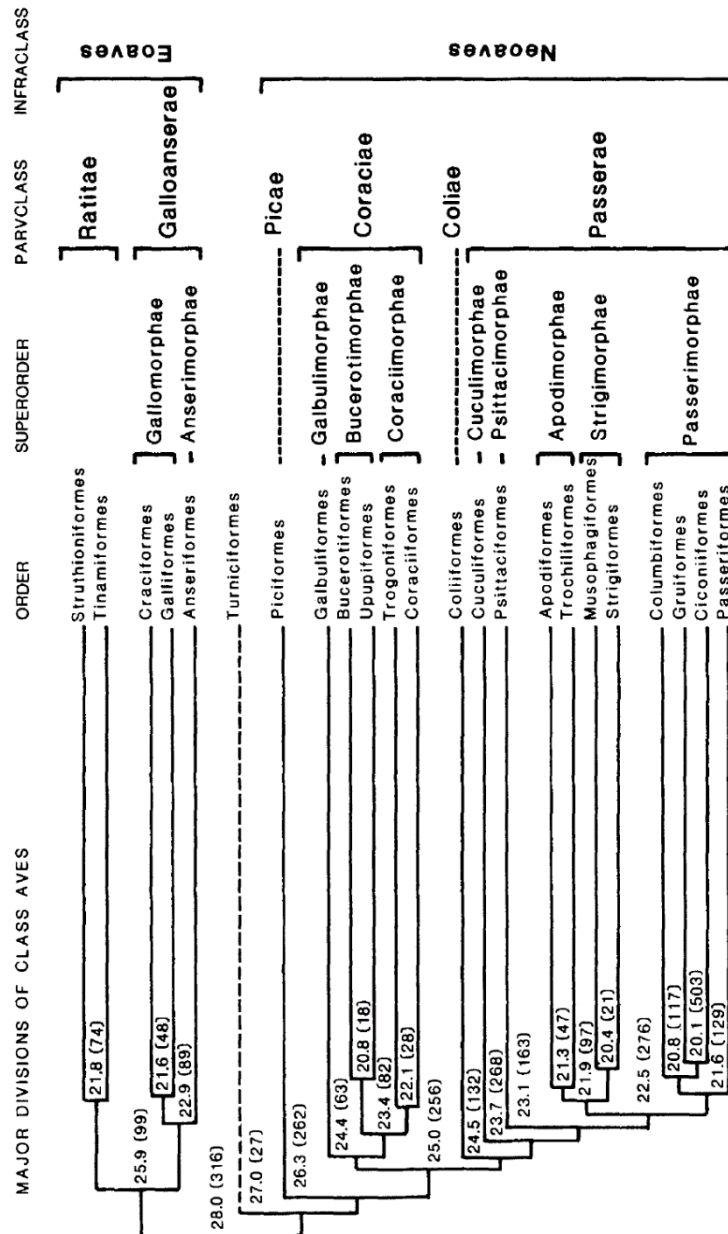 MAJOR DIVISIONS OF CLASS AVES
ORDER
SUPERORDER
PARVCLASS
INFRACLASS
Struthioniformes
Tinamiformes
Craciformes
Galliformes
Anseriformes
Turniciformes
Piciformes
Galbuliformes
Bucerotiformes
Upupiformes
Trogoniformes
Coraciiformes
Coliiformes
Cuculiformes
Psittaciformes
Apodiformes
Trochiliformes
Musophagiformes
Strigiformes
Columbiformes
Gruiformes
Ciconiiformes
Passeriformes
Gallomorphae
Anserimorphae
Galbulimorphae
Bucerotimorphae
Coraciimorphae
Cuculimorphae
Psittacimorphae
Apodimorphae
Strigimorphae
Passerimorphae
Ratitae
Galloanserae
Picae
Coraciae
Coliae
Passerae
Eoaves
Neoaves
21.8 (74)
25.9 (99)
21.6 (48)
22.9 (89)
28.0 (316)
27.0 (27)
26.3 (262)
24.4 (63)
20.8 (18)
23.4 (82)
22.1 (28)
25.0 (256)
24.5 (132)
23.7 (268)
23.1 (163)
21.3 (47)
21.9 (97)
20.4 (21)
22.5 (276)
20.8 (117)
20.1 (503)
21.6 (129)